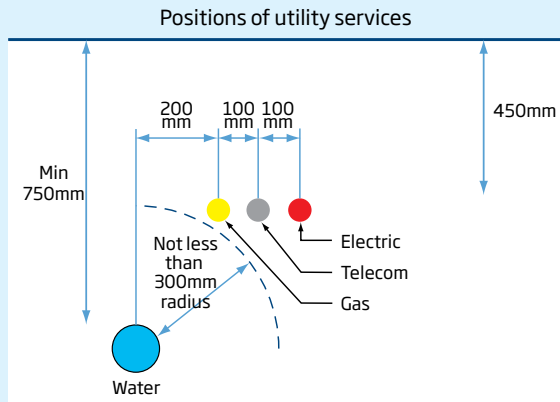 Positions of utility services
200
mm
100
mm
100
mm
450mm
Min
750mm
Not less
than
300mm
radius
Electric
Telecom
Gas
Water